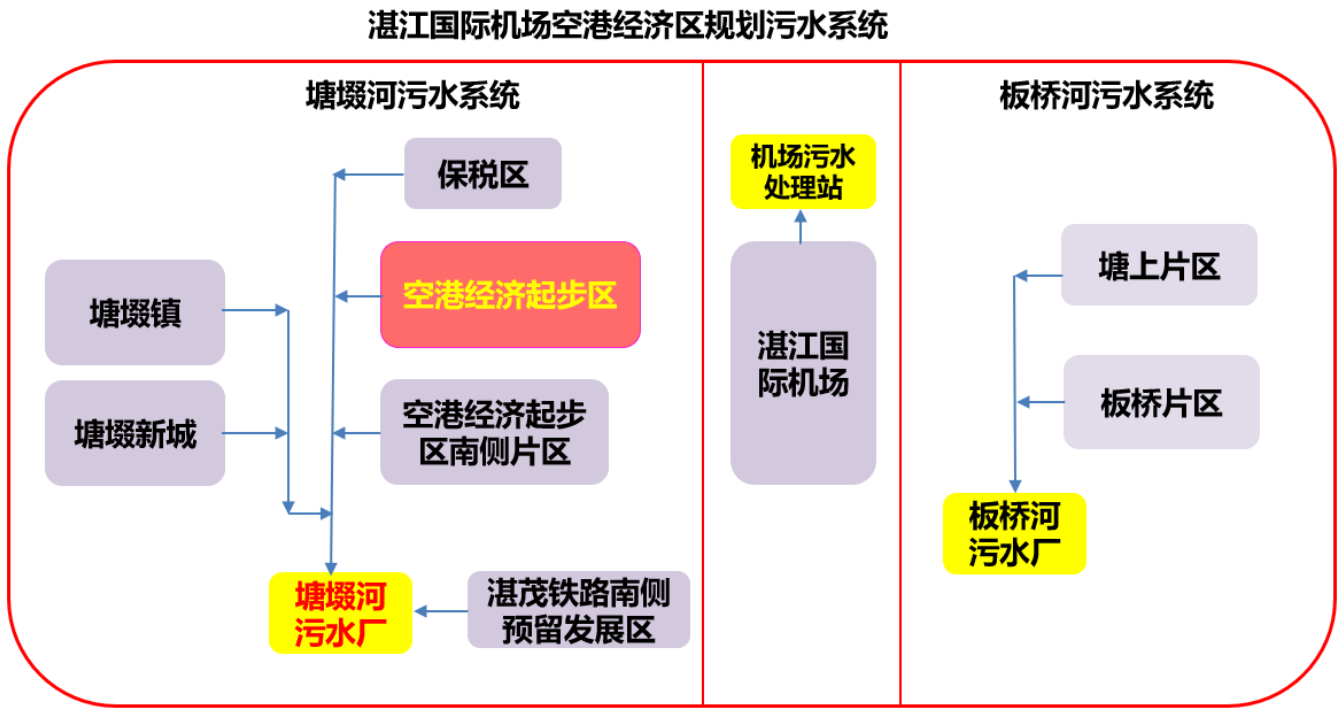 湛江国际机场空港经济区规划污水系统
塘㙍河污水系统
保税区
空港经济起步区
塘㙍镇
塘㙍新城
空港经济起步
区南侧片区
塘㙍河
污水厂
湛茂铁路南侧
预留发展区
机场污水
处理站
湛江国
际机场
板桥河污水系统
塘上片区
板桥片区
板桥河
污水厂